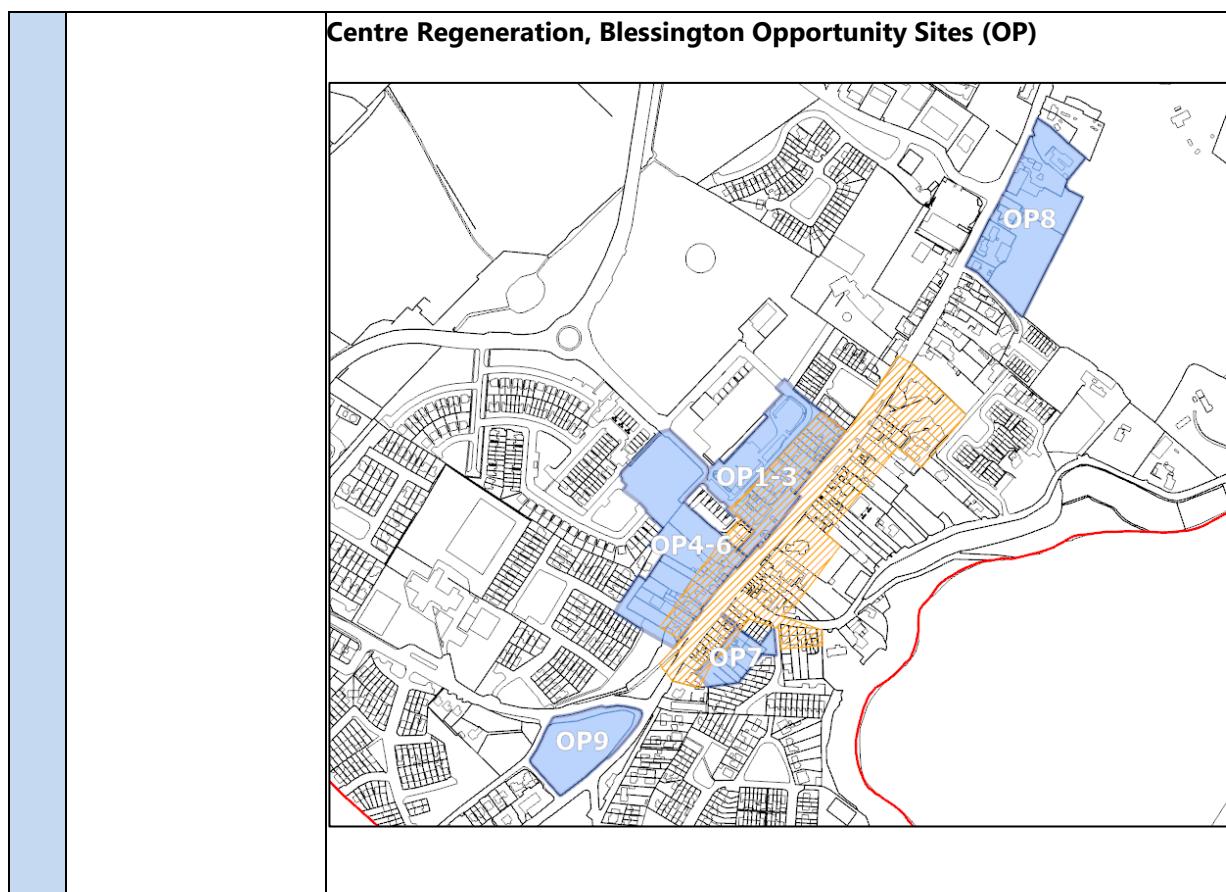 Centre Regeneration, Blessington Opportunity Sites (OP)
OP8
OP1-3
OP4-6
OP7
OP9